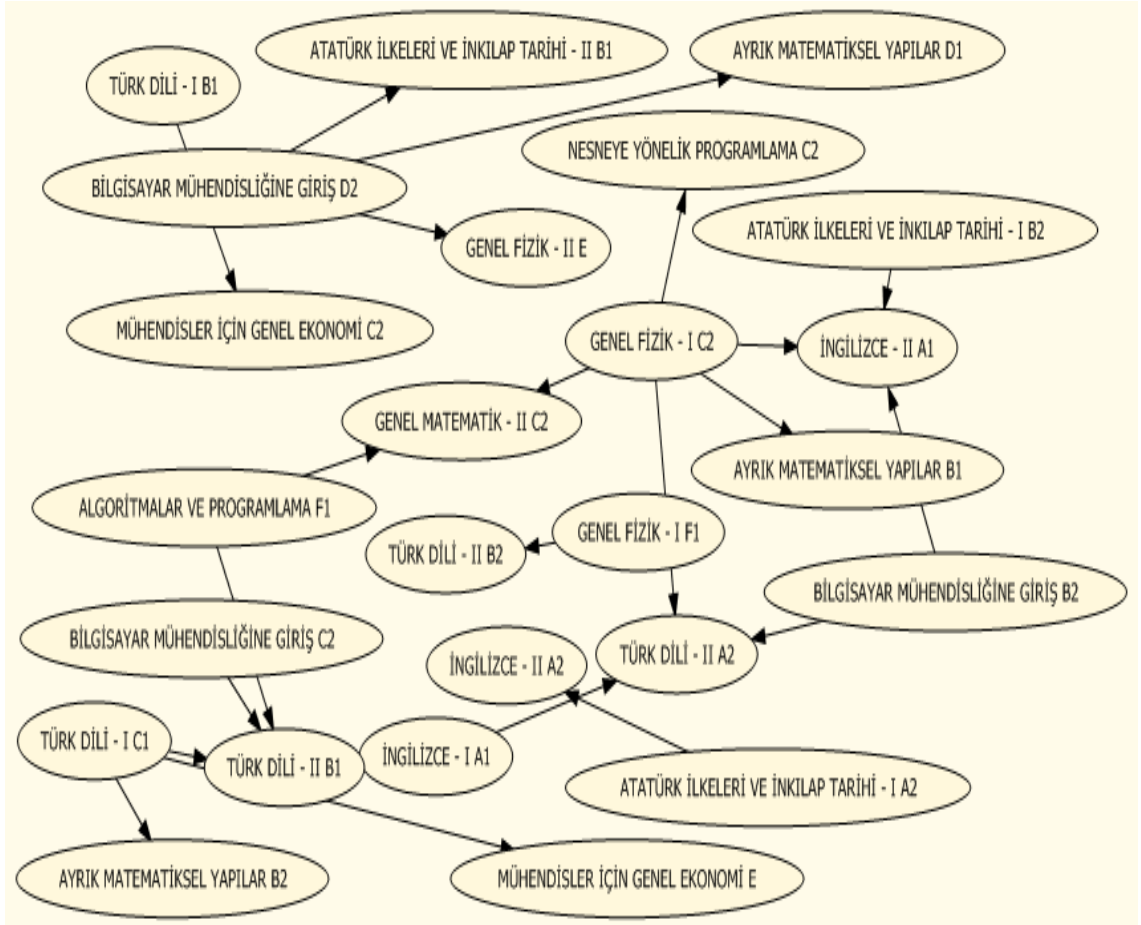 ATATÜRK İLKELERİ VE İNKILAP TARİHİ - II B1
AYRIK MATEMATİKSEL YAPILAR D1
TÜRK DİLİ - I B1
NESNEYE YÖNELİK PROGRAMLAMA C2
BİLGİSAYAR MÜHENDİSLİĞİNE GİRİŞ D2
ATATÜRK İLKELERİ VE İNKILAP TARİHİ - I B2
GENEL FİZİK - II E
MÜHENDİSLER İÇİN GENEL EKONOMİ C2
GENEL FİZİK - I C2
İNGİLİZCE - II A1
GENEL MATEMATİK - II C2
AYRIK MATEMATİKSEL YAPILAR B1
ALGORİTMALAR VE PROGRAMLAMA F1
GENEL FİZİK - I F1
TÜRK DİLİ - II B2
BİLGİSAYAR MÜHENDİSLİĞİNE GİRİŞ B2
BİLGİSAYAR MÜHENDİSLİĞİNE GİRİŞ C2
TÜRK DİLİ - II A2
İNGİLİZCE - II A2
TÜRK DİLİ - I C1
İNGİLİZCE - I A1
TÜRK DİLİ - II B1
ATATÜRK İLKELERİ VE İNKILAP TARİHİ - I A2
AYRIK MATEMATİKSEL YAPILAR B2
MÜHENDİSLER İÇİN GENEL EKONOMİ E